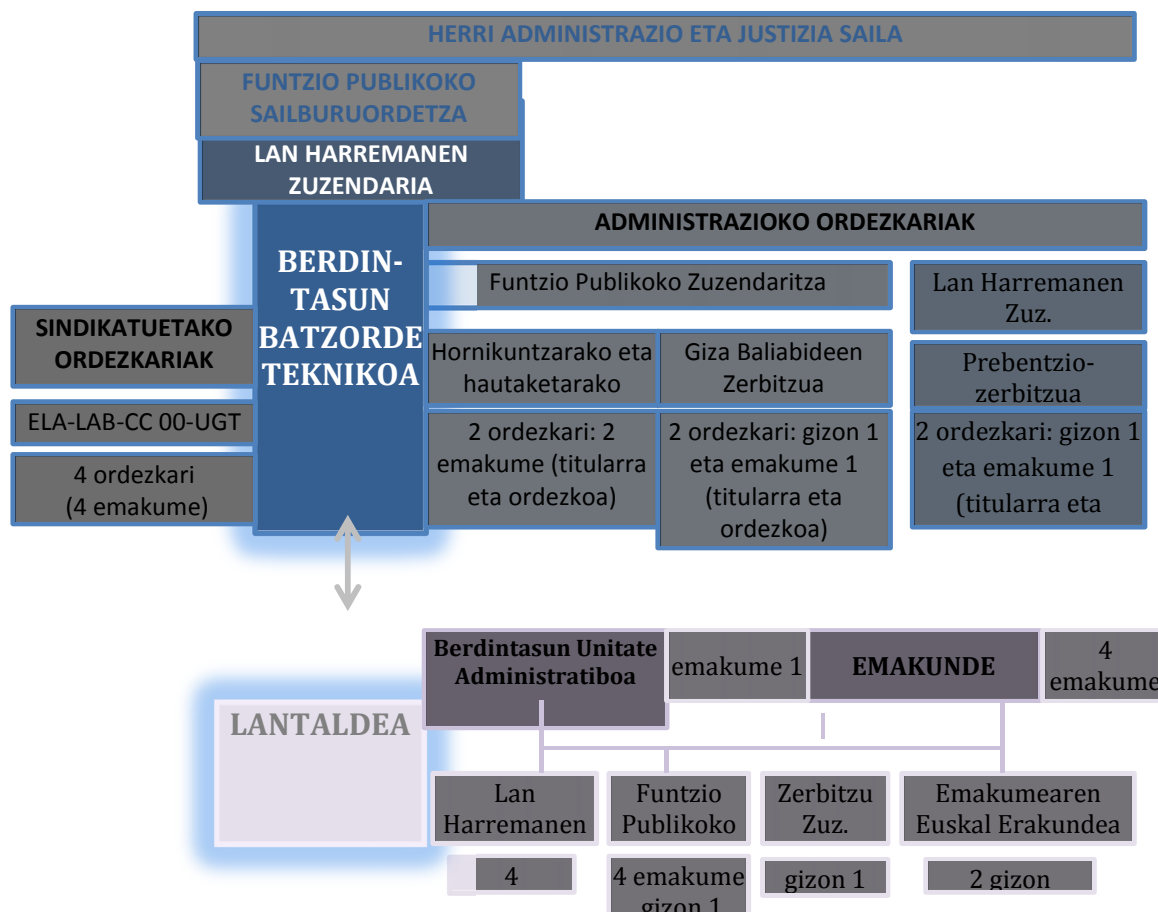 HERRI ADMINISTRAZIO ETA JUSTIZIA SAILA
FUNTZIO PUBLIKOKO
SAILBURUORDETZA
LAN HARREMANEN
ZUZENDARIA
ADMINISTRAZIOKO ORDEZKARIAK
BERDIN-
TASUN
BATZORDE
TEKNIKOA
Funtzio Publikoko Zuzendaritza
Lan Harremanen
Zuz.
SINDIKATUETAKO
ORDEZKARIAK
Hornikuntzarako eta
hautaketarako
Giza Baliabideen
Zerbitzua
Prebentzio-
zerbitzua
ELA-LAB-CC 00-UGT
4 ordezkari
(4 emakume)
2 ordezkari: 2
emakume (titularra
eta ordezkoa)
2 ordezkari: gizon 1
eta emakume 1
(titularra eta
ordezkoa)
2 ordezkari: gizon 1
eta emakume 1
(titularra eta
Berdintasun Unitate
Administratiboa
emakume 1
EMAKUNDE
4
emakume
LANTALDEA
Lan
Harremanen
Funtzio
Publikoko
Zerbitzu
Zuz.
Emakumearen
Euskal Erakundea
4
4 emakume
gizon 1
gizon 1
2 gizon